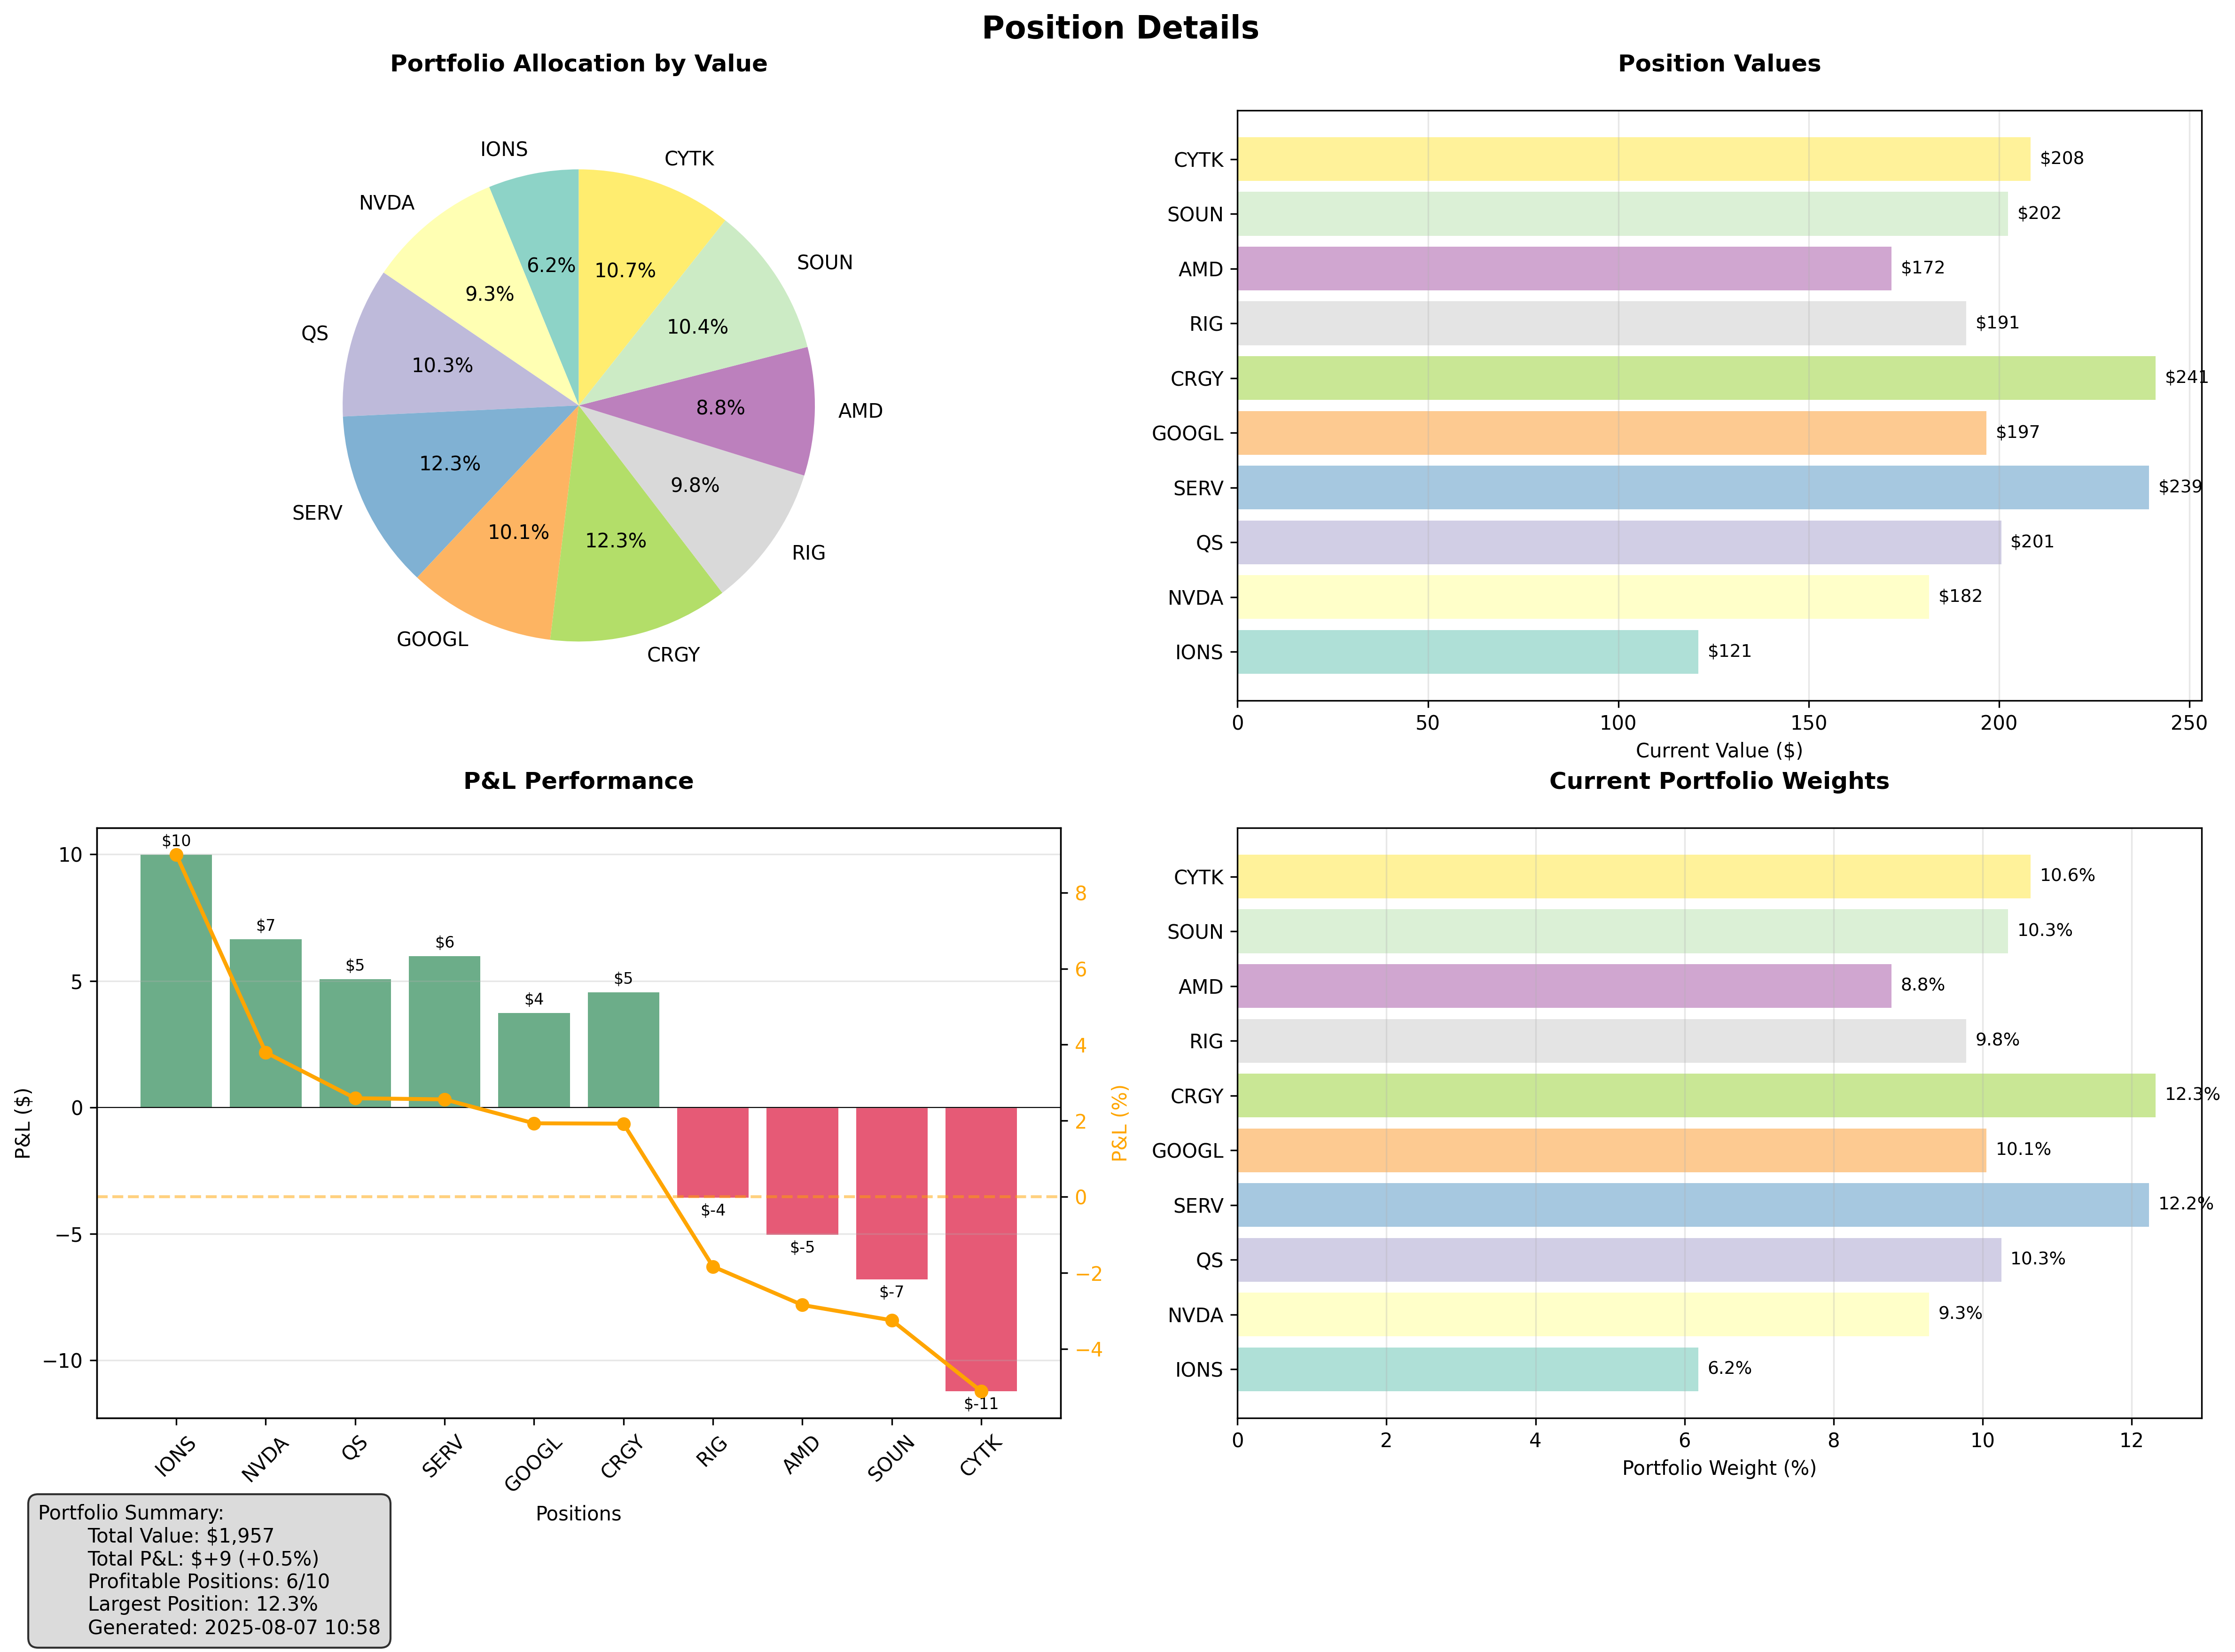 Position Details
Portfolio Allocation by Value
IONS
CYTK
NVDA
SOUN
QS
AMD
SERV
RIG
GOOGL
CRGY
6.2%
10.7%
9.3%
10.4%
10.3%
8.8%
12.3%
9.8%
10.1%
12.3%
Position Values
CYTK $208
SOUN $202
AMD $172
RIG $191
CRGY $241
GOOGL $197
SERV $239
QS $201
NVDA $182
IONS $121
0 50 100 150 200 250
Current Value ($)
P&L Performance
P&L ($)
10
5
0
−5
−10
$10
$7
$5
$6
$4
$5
$-4
$-5
$-7
$-11
8
6
4
2
0
−2
−4
P&L (%)
IONS NVDA QS SERV GOOGL CRGY RIG AMD SOUN CYTK
Positions
Current Portfolio Weights
CYTK 10.6%
SOUN 10.3%
AMD 8.8%
RIG 9.8%
CRGY 12.3%
GOOGL 10.1%
SERV 12.2%
QS 10.3%
NVDA 9.3%
IONS 6.2%
0 2 4 6 8 10 12
Portfolio Weight (%)
Portfolio Summary:
Total Value: $1,957
Total P&L: $+9 (+0.5%)
Profitable Positions: 6/10
Largest Position: 12.3%
Generated: 2025-08-07 10:58